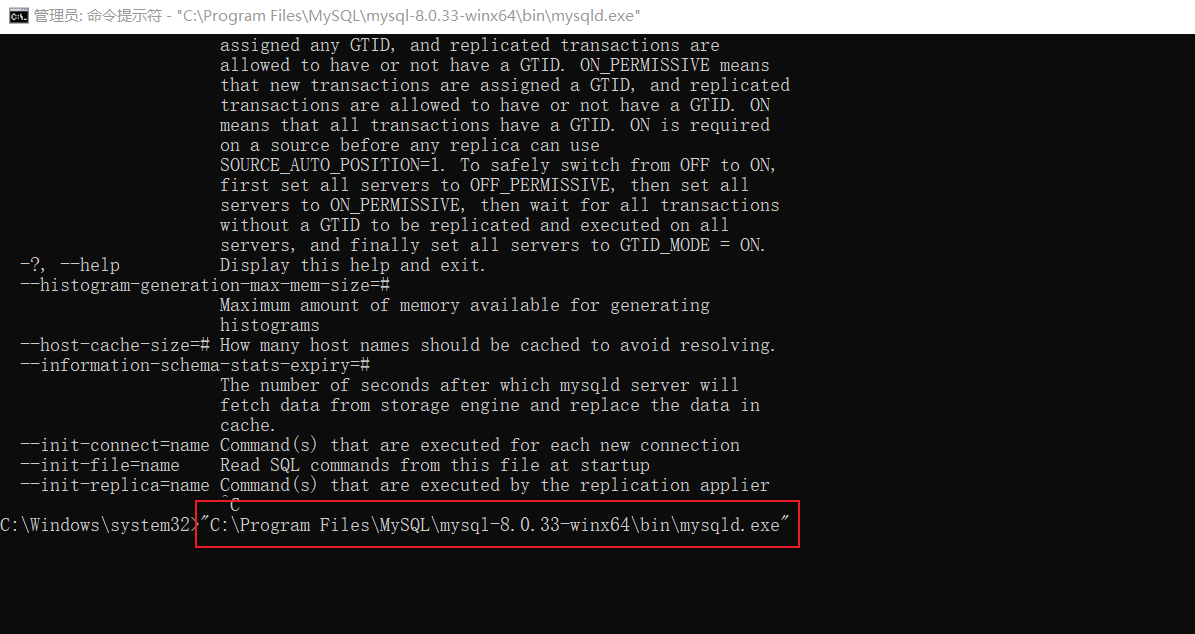 管理员: 命令提示符 - "C:\Program Files\MySQL\mysql-8.0.33-winx64\bin\mysqld.exe"
assigned any GTID, and replicated transactions are
allowed to have or not have a GTID. ON_PERMISSIVE means
that new transactions are assigned a GTID, and replicated
transactions are allowed to have or not have a GTID. ON
means that all transactions have a GTID. ON is required
on a source before any replica can use
SOURCE_AUTO_POSITION=1. To safely switch from OFF to ON,
first set all servers to OFF_PERMISSIVE, then set all
servers to ON_PERMISSIVE, then wait for all transactions
without a GTID to be replicated and executed on all
servers, and finally set all servers to GTID_MODE = ON.
-?, --help Display this help and exit.
--histogram-generation-max-mem-size=#
Maximum amount of memory available for generating
histograms
--host-cache-size=# How many host names should be cached to avoid resolving.
--information-schema-stats-expiry=#
The number of seconds after which mysqld server will
fetch data from storage engine and replace the data in
cache.
--init-connect=name Command(s) that are executed for each new connection
--init-file=name Read SQL commands from this file at startup
--init-replica=name Command(s) that are executed by the replication applier
^C
C:\Windows\system32>"C:\Program Files\MySQL\mysql-8.0.33-winx64\bin\mysqld.exe"